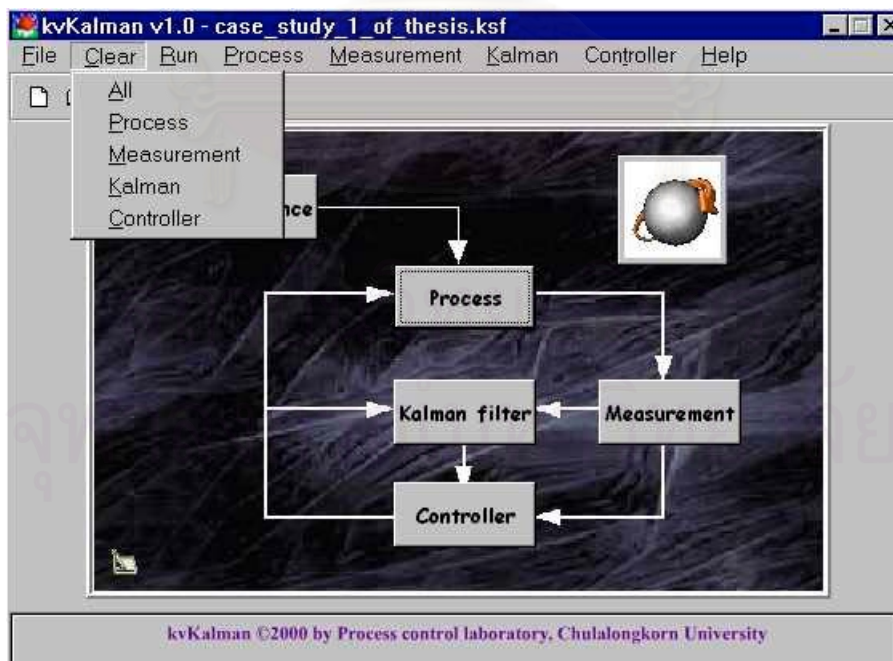 kvKalman v1.0 - case_study_1_of_thesis.ksf
File Clear Run Process Measurement Kalman Controller Help
All
Process
Measurement
Kalman
Controller
Process
Kalman filter
Measurement
Controller
kvKalman ©2000 by Process control laboratory, Chulalongkorn University